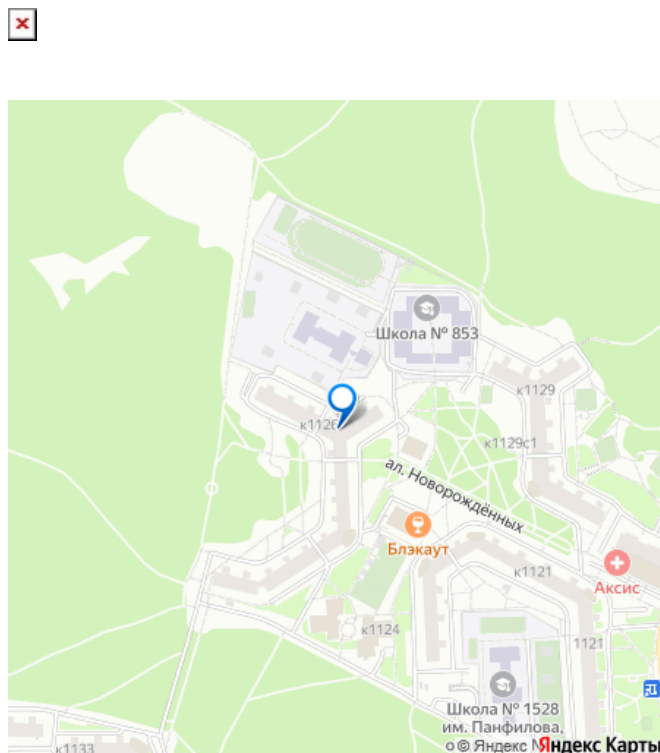 Школа № 853
к1129
к1126
к1129с1
ал. Новорождённых
Блэкаут
к1121
Аксис
к1124
1121
Школа № 1528
им. Панфилова,
о © Яндекс
Яндекс Карты
к1133